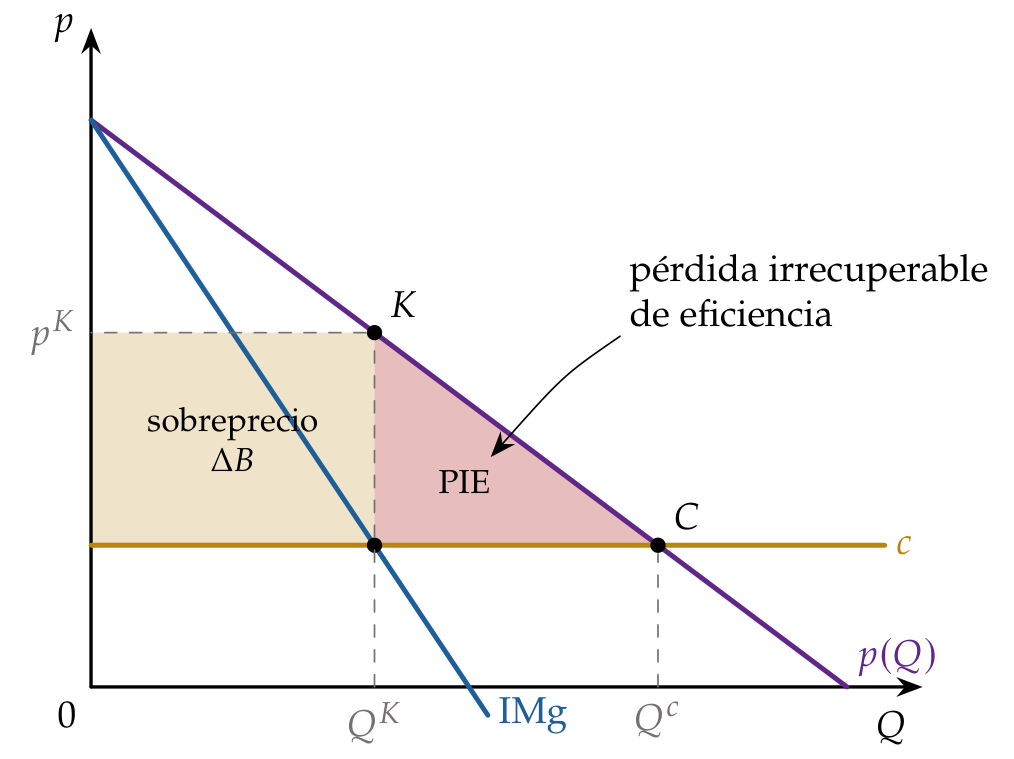 p
pérdida irrecuperable
de eficiencia
K
p^K
sobreprecio
ΔB
PIE
C
c
p(Q)
0
Q^K
IMg
Q^c
Q